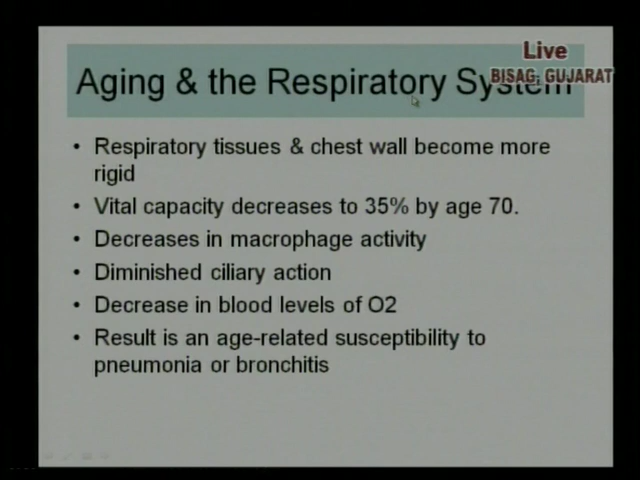 Live
BISAG, GUJARAT
Aging & the Respiratory System
• Respiratory tissues & chest wall become more
rigid
• Vital capacity decreases to 35% by age 70.
• Decreases in macrophage activity
• Diminished ciliary action
• Decrease in blood levels of O2
• Result is an age-related susceptibility to
pneumonia or bronchitis